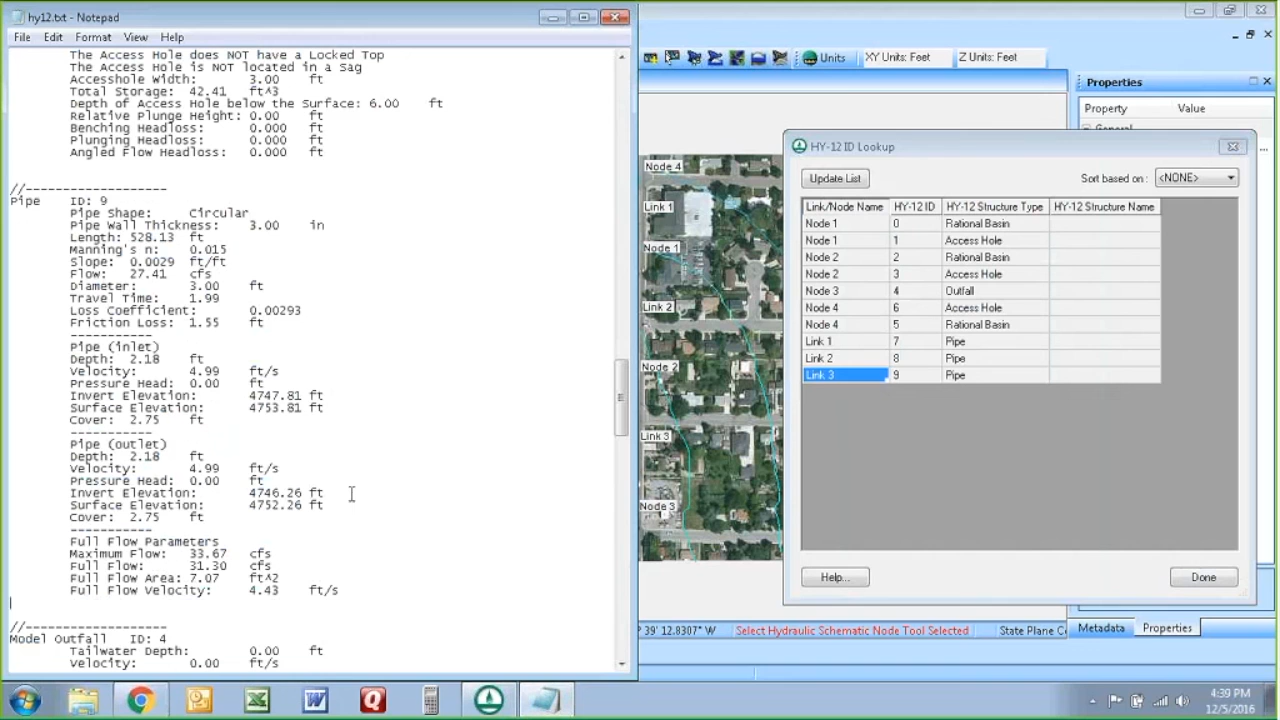 hy12.txt - Notepad
File Edit Format View Help
The Access Hole does NOT have a Locked Top
The Access Hole is NOT located in a Sag
Accesshole Width: 3.00 ft
Total Storage: 42.41 ft^3
Depth of Access Hole below the Surface: 6.00 ft
Relative Plunge Height: 0.00 ft
Benching Headloss: 0.000 ft
Plunging Headloss: 0.000 ft
Angled Flow Headloss: 0.000 ft
//-------------------
Pipe ID: 9
Pipe Shape: Circular
Pipe Wall Thickness: 3.00 in
Length: 528.13 ft
Manning's n: 0.015
Slope: 0.0029 ft/ft
Flow: 27.41 cfs
Diameter: 3.00 ft
Travel Time: 1.99
Loss Coefficient: 0.00293
Friction Loss: 1.55 ft
-----------
Pipe (inlet)
Depth: 2.18 ft
Velocity: 4.99 ft/s
Pressure Head: 0.00 ft
Invert Elevation: 4747.81 ft
Surface Elevation: 4753.81 ft
Cover: 2.75 ft
-----------
Pipe (outlet)
Depth: 2.18 ft
Velocity: 4.99 ft/s
Pressure Head: 0.00 ft
Invert Elevation: 4746.26 ft
Surface Elevation: 4752.26 ft
Cover: 2.75 ft
-----------
Full Flow Parameters
Maximum Flow: 33.67 cfs
Full Flow: 31.30 cfs
Full Flow Area: 7.07 ft^2
Full Flow Velocity: 4.43 ft/s
//-------------------
Model Outfall ID: 4
Tailwater Depth: 0.00 ft
Velocity: 0.00 ft/s
Units XY Units: Feet Z Units: Feet
Properties
Property Value
General
Node 4
Link 1
Node 1
Link 2
Node 2
Link 3
Node 3
HY-12 ID Lookup
Update List Sort based on : <NONE>
Link/Node Name HY-12 ID HY-12 Structure Type HY-12 Structure Name
Node 1 0 Rational Basin
Node 1 1 Access Hole
Node 2 2 Rational Basin
Node 2 3 Access Hole
Node 3 4 Outfall
Node 4 6 Access Hole
Node 4 5 Rational Basin
Link 1 7 Pipe
Link 2 8 Pipe
Link 3 9 Pipe
Help... Done
° 39' 12.8307" W Select Hydraulic Schematic Node Tool Selected State Plane Co
Metadata Properties
4:39 PM
12/5/2016